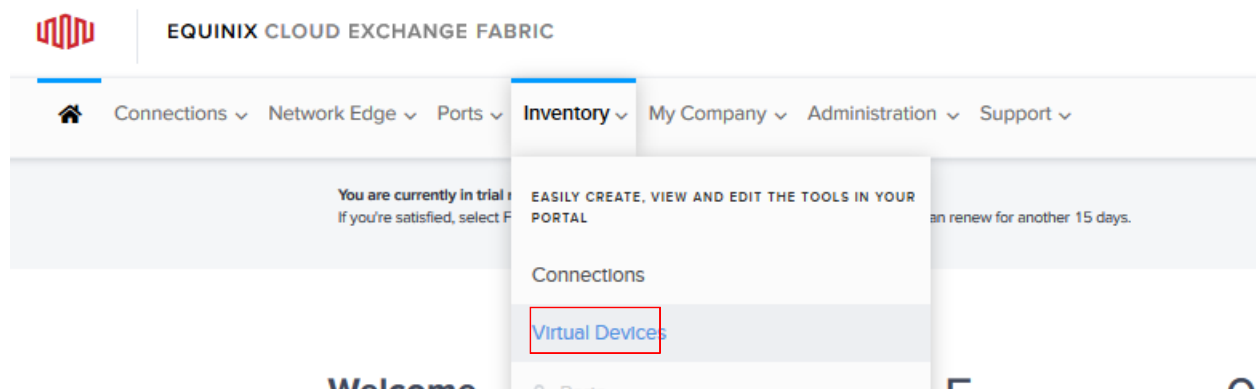 EQUINIX CLOUD EXCHANGE FABRIC
Connections Network Edge Ports Inventory My Company Administration Support
You are currently in trial
EASILY CREATE, VIEW AND EDIT THE TOOLS IN YOUR
If you're satisfied, select
PORTAL
renew for another 15 days.
Connections
Virtual Devices
Welcome